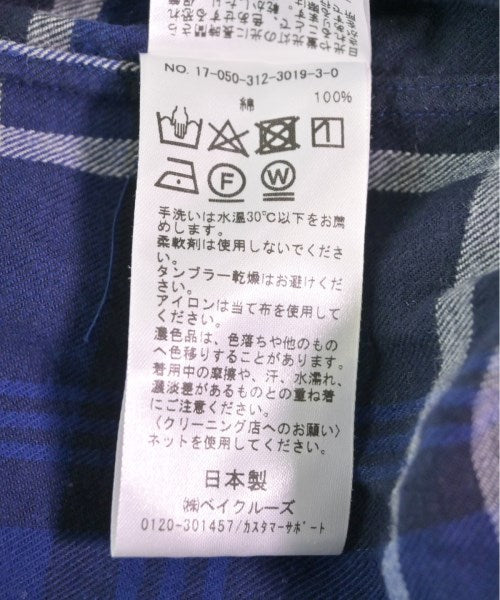 NO. 17-050-312-3019-3-0
綿 100%
F W
手洗いは水温30℃以下をお薦
めします。
柔軟剤は使用しないでくださ
い。
タンブラー乾燥はお避けくだ
さい。
アイロンは当て布を使用して
ください。
濃色品は、色落ちや他のもの
へ色移りすることがあります。
着用中の摩擦や、汗、水濡れ、
濃淡差があるものとの重ね着
にご注意ください。
〈クリーニング店へのお願い〉
ネットを使用してください。
日本製
㈱ベイクルーズ
0120-301457/カスタマーサポート